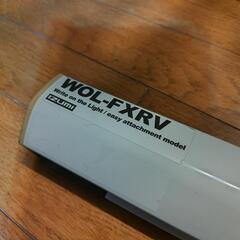 WOL-FXRV
Write on the Light / easy attachment model
IZUMI